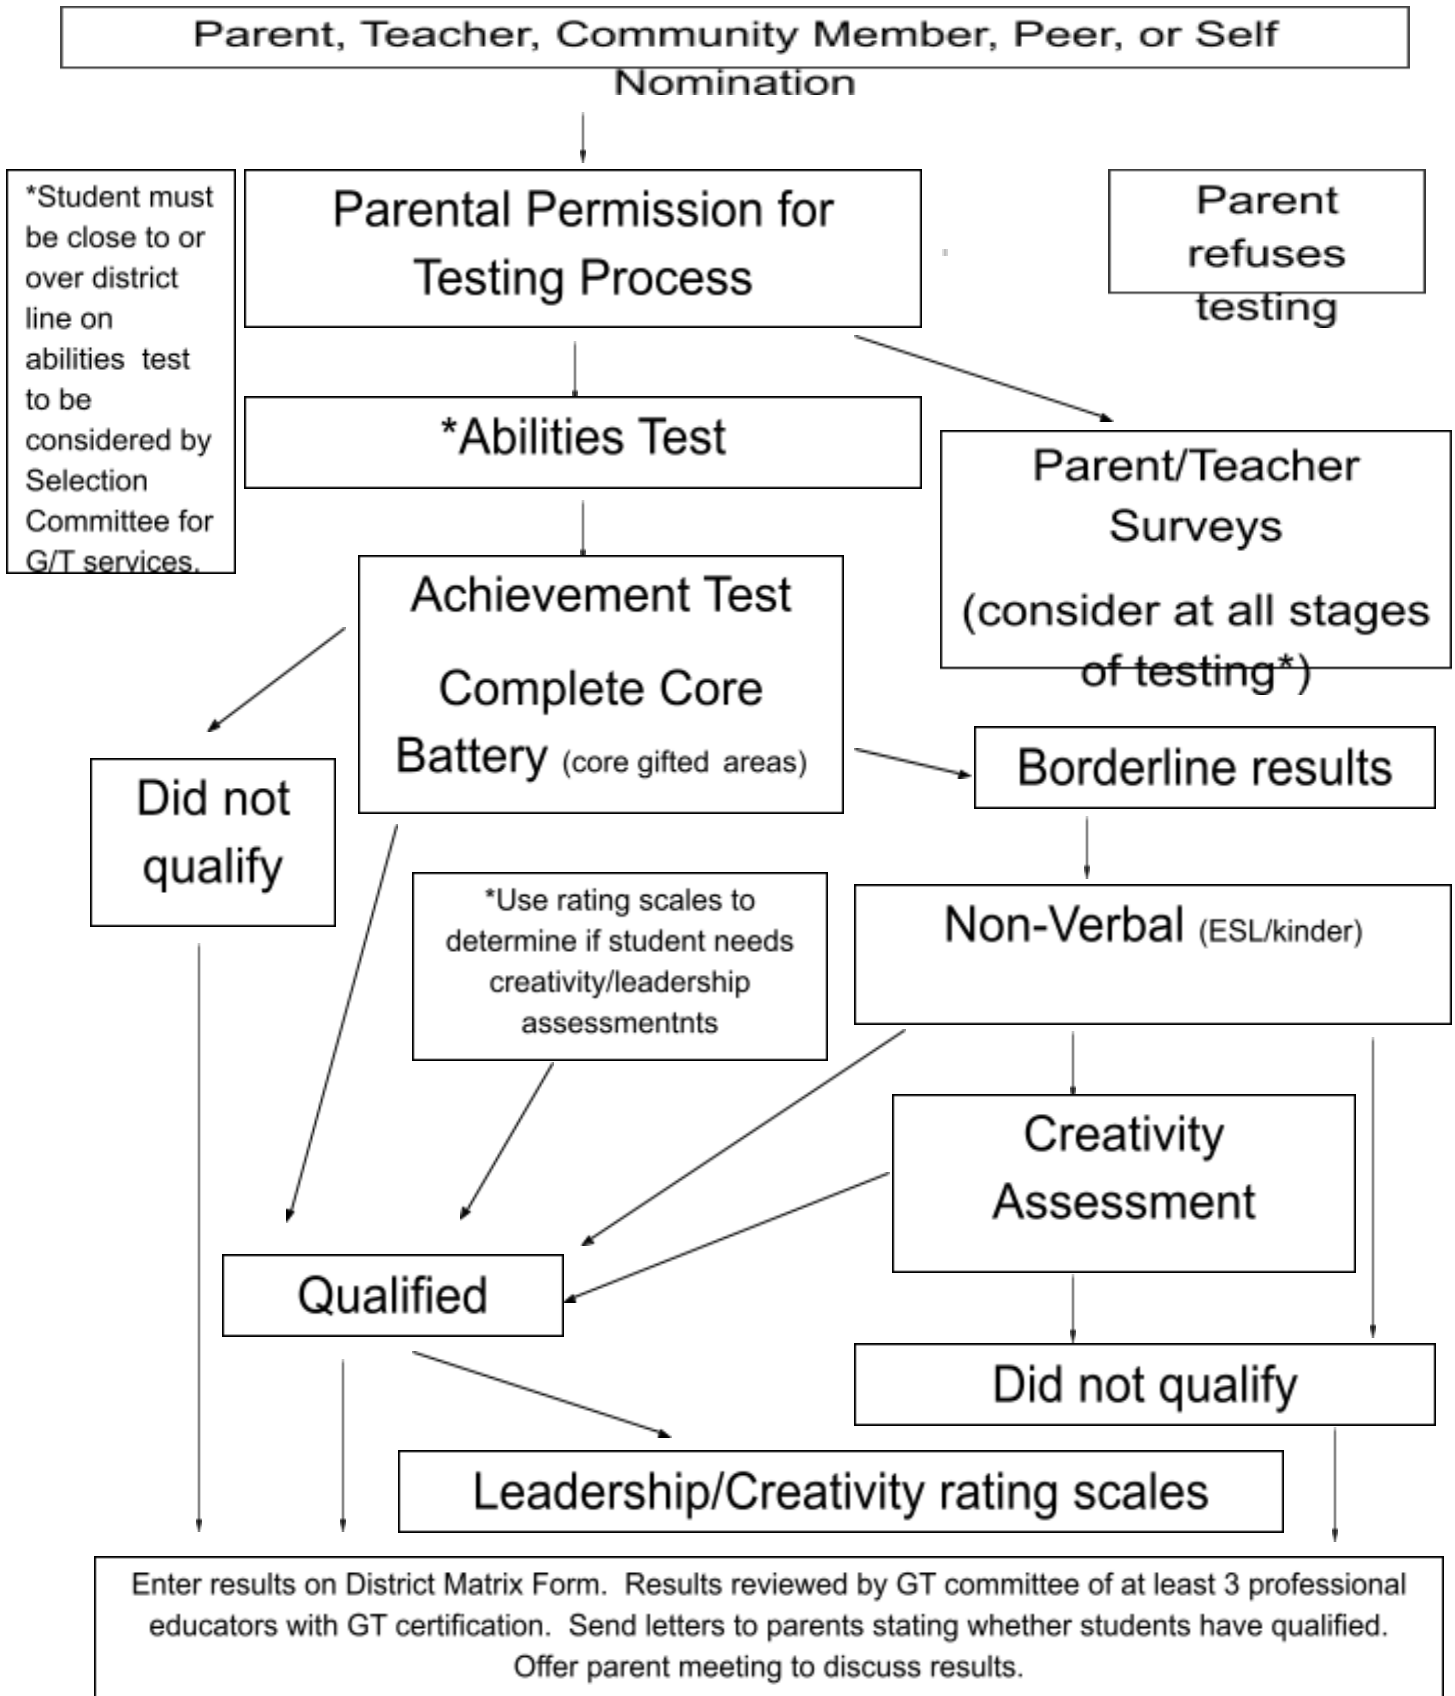 Parent, Teacher, Community Member, Peer, or Self
Nomination
*Student must
be close to or
over district
line on
abilities test
to be
considered by
Selection
Committee for
G/T services.
Parental Permission for
Testing Process
Parent
refuses
testing
*Abilities Test
Parent/Teacher
Surveys
(consider at all stages
of testing*)
Achievement Test
Complete Core
Battery (core gifted areas)
Did not
qualify
Borderline results
*Use rating scales to
determine if student needs
creativity/leadership
assessmentnts
Non-Verbal (ESL/kinder)
Creativity
Assessment
Qualified
Did not qualify
Leadership/Creativity rating scales
Enter results on District Matrix Form. Results reviewed by GT committee of at least 3 professional
educators with GT certification. Send letters to parents stating whether students have qualified.
Offer parent meeting to discuss results.